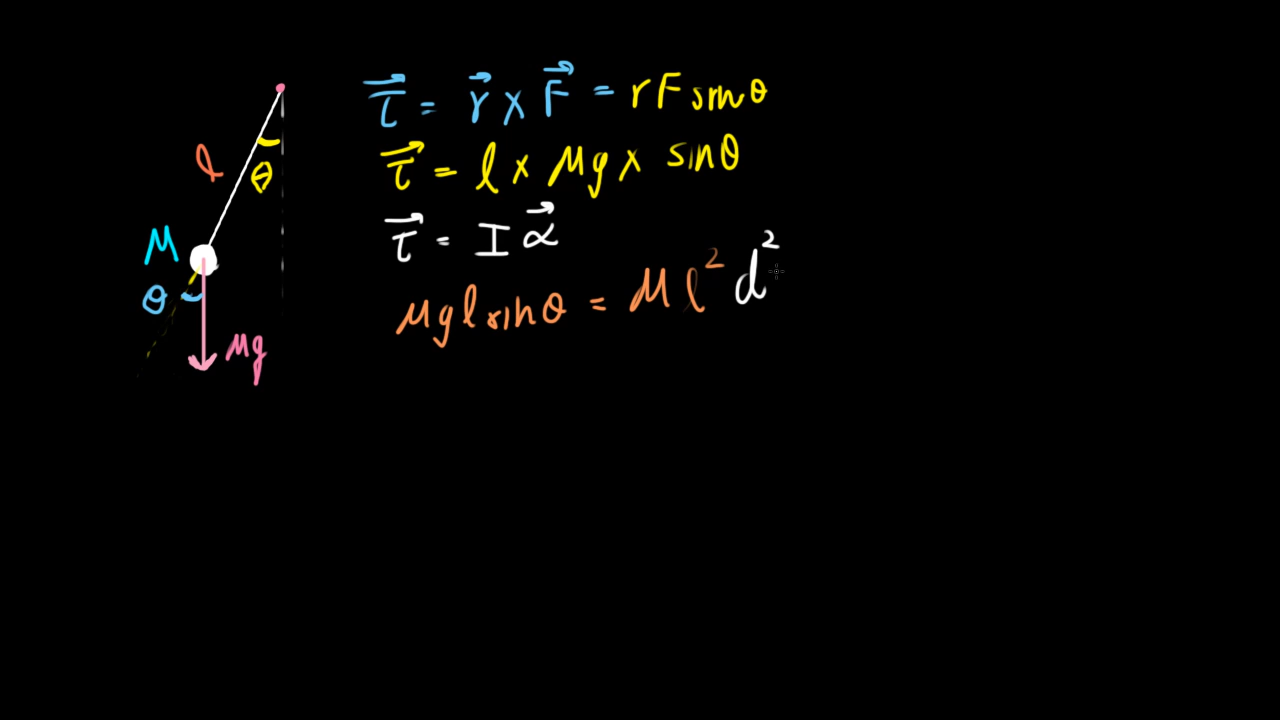 τ⃗ = r⃗ × F⃗ = rF sinθ
l θ τ⃗ = l × Mg × sinθ
M τ⃗ = I α⃗
θ Mgl sinθ = Ml² d²
Mg